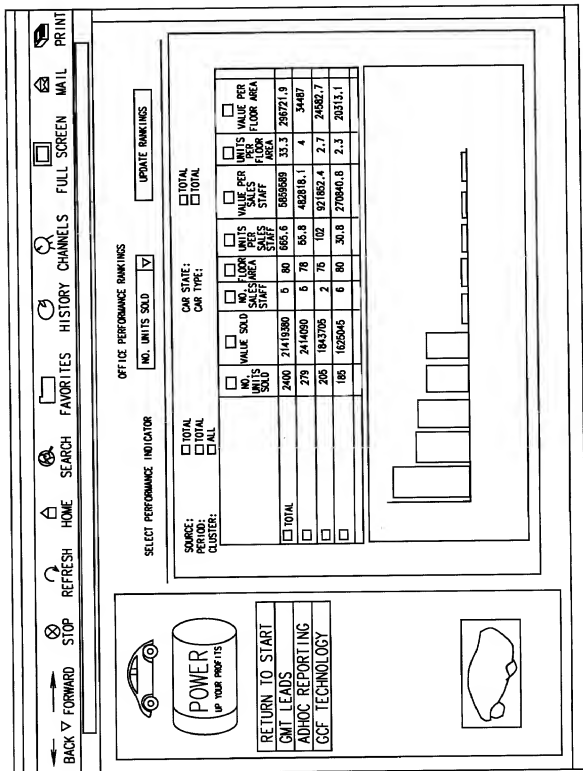 BACK FORWARD STOP REFRESH HOME SEARCH FAVORITES HISTORY CHANNELS FULL SCREEN MAIL PRINT
POWER
UP YOUR PROFITS
RETURN TO START
GMT LEADS
ADHOC REPORTING
GCF TECHNOLOGY
OFFICE PERFORMANCE RANKINGS
SELECT PERFORMANCE INDICATOR NO. UNITS SOLD UPDATE RANKINGS
SOURCE: TOTAL CAR STATE: TOTAL
PERIOD: TOTAL CAR TYPE: TOTAL
CLUSTER: ALL
NO. UNITS SOLD VALUE SOLD NO. SALES STAFF FLOOR AREA UNITS PER SALES STAFF VALUE PER SALES STAFF UNITS PER FLOOR AREA VALUE PER FLOOR AREA
TOTAL 2400 21419380 5 80 665.6 5859589 33.3 296721.9
279 2414090 5 78 55.8 482818.1 4 34487
205 1843705 2 75 102 921852.4 2.7 24582.7
185 1625045 6 80 30.8 270840.8 2.3 20313.1